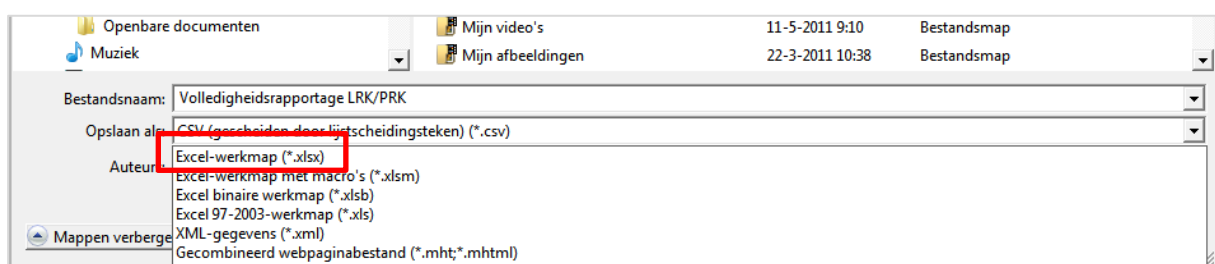 Openbare documenten Mijn video's 11-5-2011 9:10 Bestandsmap
Muziek Mijn afbeeldingen 22-3-2011 10:38 Bestandsmap
Bestandsnaam: Volledigheidsrapportage LRK/PRK
Opslaan als: CSV (gescheiden door lijstscheidingsteken) (*.csv)
Excel-werkmap (*.xlsx)
Auteur
Excel-werkmap met macro's (*.xlsm)
Excel binaire werkmap (*.xlsb)
Excel 97-2003-werkmap (*.xls)
Mappen verberge XML-gegevens (*.xml)
Gecombineerd webpaginabestand (*.mht;*.mhtml)